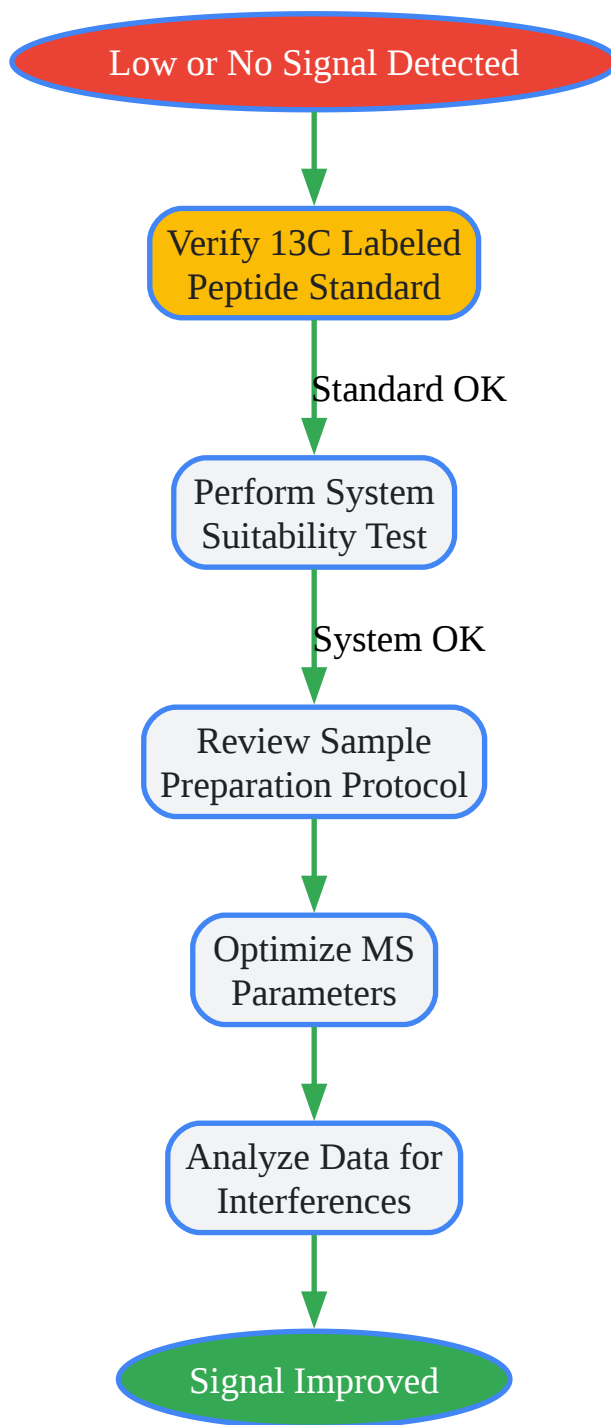 Low or No Signal Detected
Verify 13C Labeled
Peptide Standard
Standard OK
Perform System
Suitability Test
System OK
Review Sample
Preparation Protocol
Optimize MS
Parameters
Analyze Data for
Interferences
Signal Improved